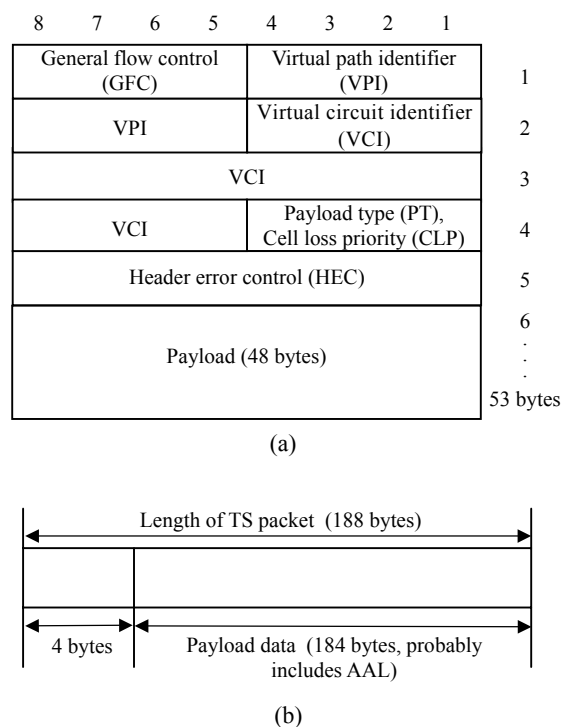 8 7 6 5 4 3 2 1
General flow control
(GFC)
Virtual path identifier
(VPI)
1
VPI
Virtual circuit identifier
(VCI)
2
VCI
3
VCI
Payload type (PT),
Cell loss priority (CLP)
4
Header error control (HEC)
5
Payload (48 bytes)
6
.
.
.
53 bytes
(a)
Length of TS packet (188 bytes)
4 bytes
Payload data (184 bytes, probably
includes AAL)
(b)